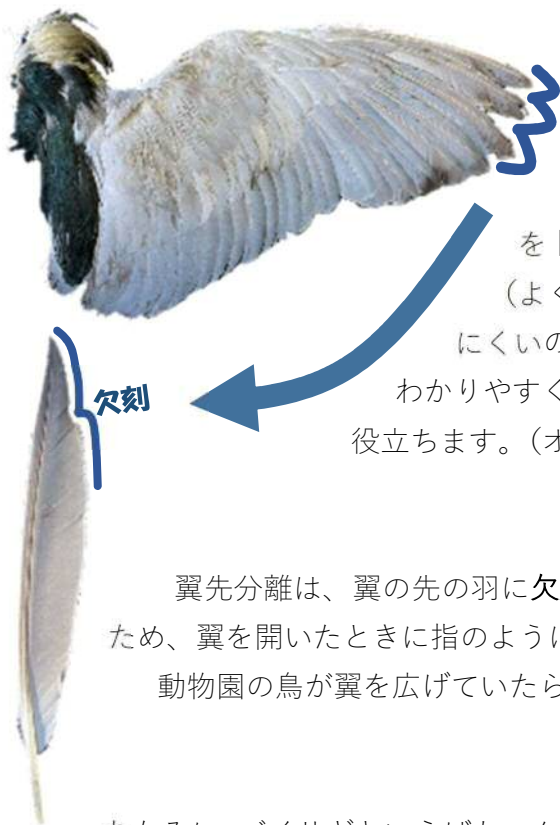 を
(よく
にくいの
欠刻
わかりやすく
役立ちます。(オ
翼先分離は、翼の先の羽に欠
ため、翼を開いたときに指のように
動物園の鳥が翼を広げていたら